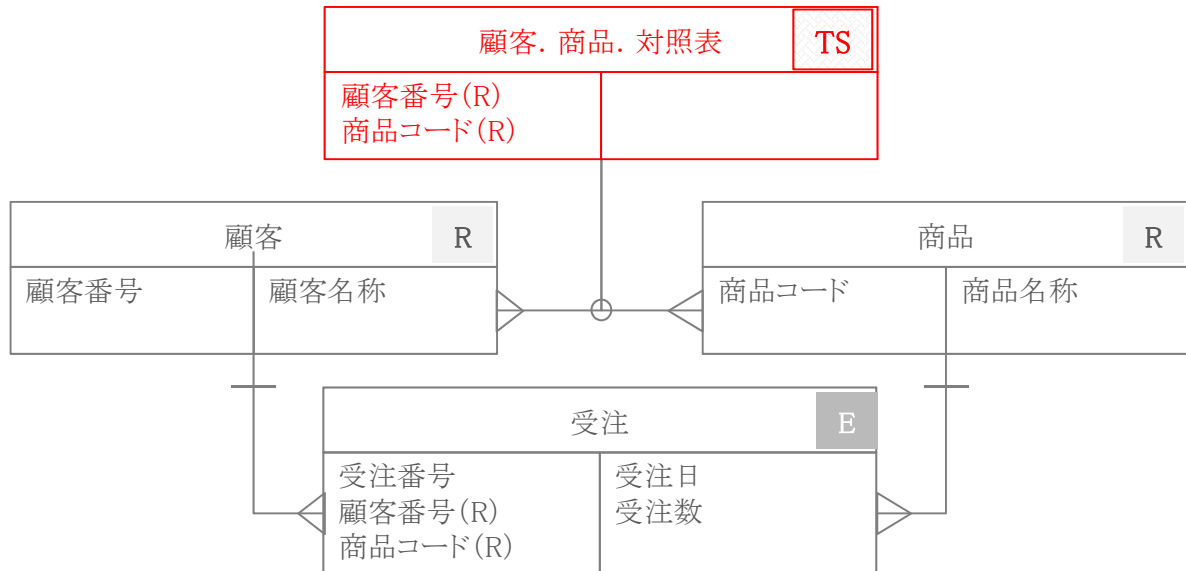 顧客. 商品. 対照表
TS
顧客番号(R)
商品コード(R)
顧客
R
商品
R
顧客番号
顧客名称
商品コード
商品名称
受注
E
受注番号
顧客番号(R)
商品コード(R)
受注日
受注数